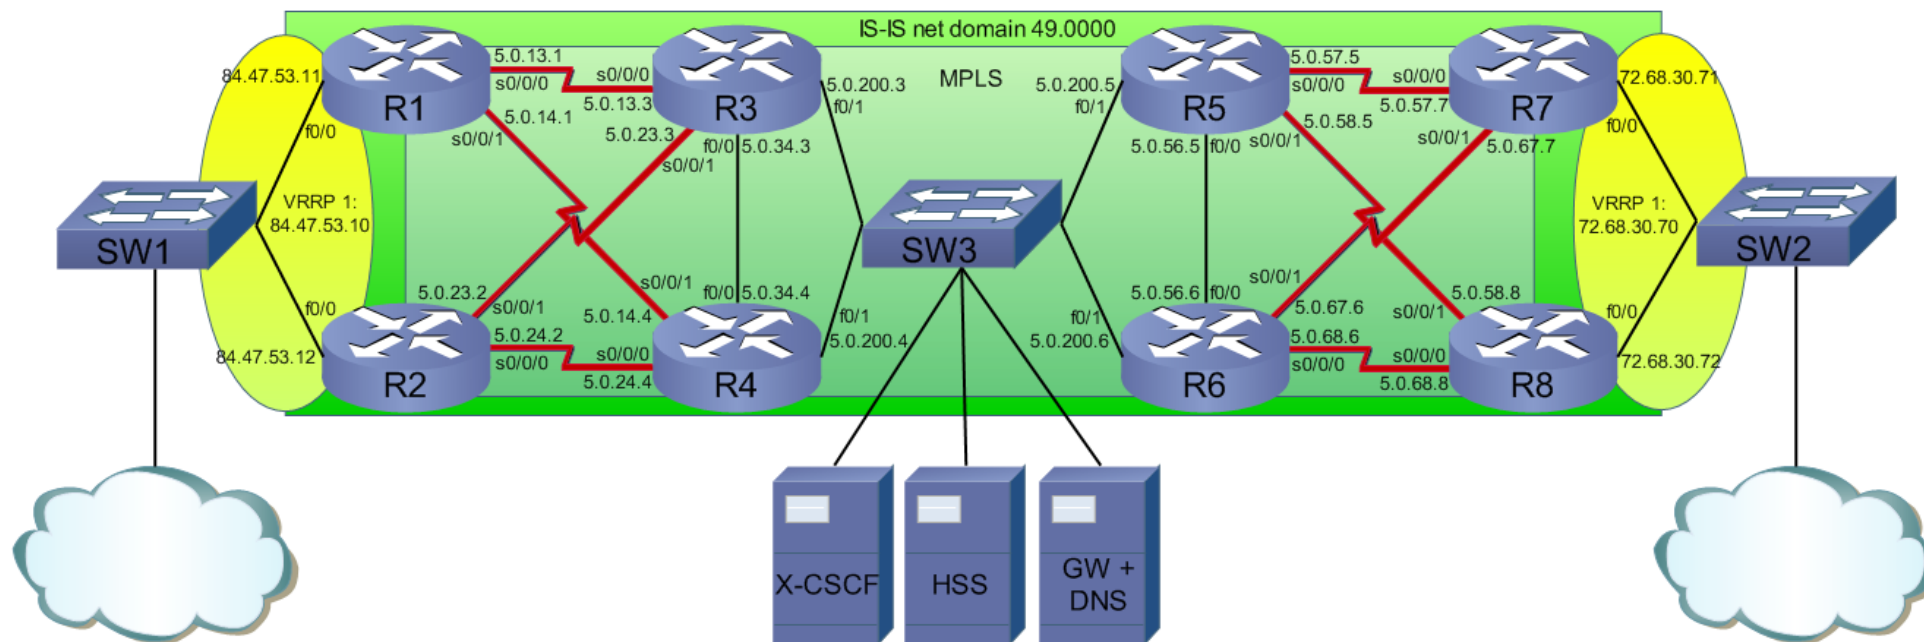 IS-IS net domain 49.0000
MPLS
84.47.53.11
R1
f0/0
5.0.13.1
s0/0/0
s0/0/0
5.0.13.3
5.0.14.1
s0/0/1
5.0.23.3
s0/0/1
R3
f0/0
5.0.34.3
5.0.200.3
f0/1
SW1
VRRP 1:
84.47.53.10
f0/0
84.47.53.12
R2
5.0.23.2
s0/0/1
5.0.24.2
s0/0/0
s0/0/0
5.0.24.4
s0/0/1
5.0.14.4
R4
f0/0
5.0.34.4
f0/1
5.0.200.4
SW3
5.0.200.5
f0/1
R5
5.0.56.5
f0/0
5.0.57.5
s0/0/0
s0/0/0
5.0.57.7
5.0.58.5
s0/0/1
s0/0/1
5.0.67.7
R7
72.68.30.71
f0/0
5.0.56.6
f0/0
f0/1
5.0.200.6
R6
s0/0/1
5.0.67.6
5.0.68.6
s0/0/0
s0/0/0
5.0.68.8
5.0.58.8
s0/0/1
R8
f0/0
72.68.30.72
VRRP 1:
72.68.30.70
SW2
X-CSCF
HSS
GW +
DNS